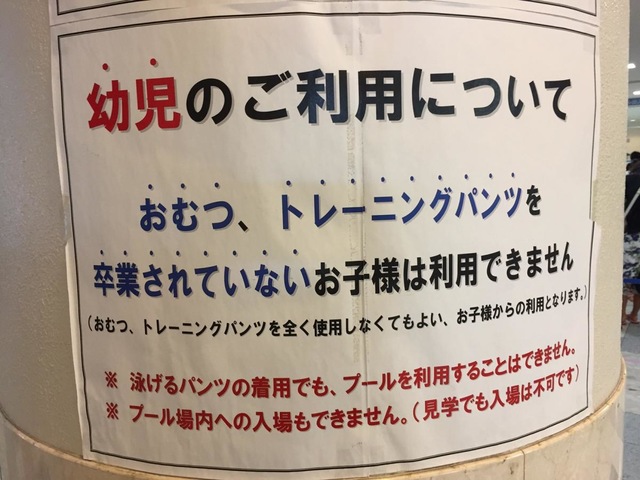 幼児のご利用について
おむつ、トレーニングパンツを
卒業されていないお子様は利用できません
(おむつ、トレーニングパンツを全く使用しなくてもよい、お子様からの利用となります。)
※ 泳げるパンツの着用でも、プールを利用することはできません。
※ プール場内への入場もできません。(見学でも入場は不可です)